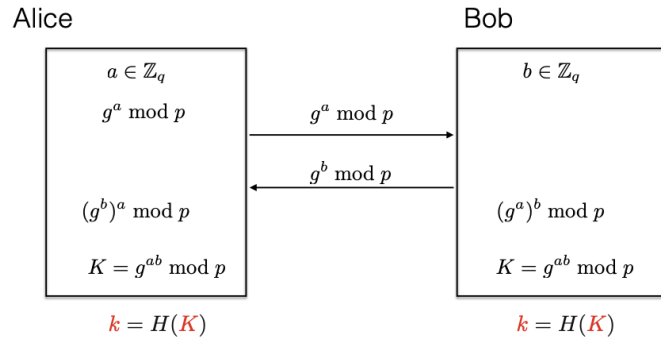 Alice
Bob
a ∈ ℤ_q
b ∈ ℤ_q
g^a mod p
g^a mod p
g^b mod p
(g^b)^a mod p
(g^a)^b mod p
K = g^{ab} mod p
K = g^{ab} mod p
k = H(K)
k = H(K)